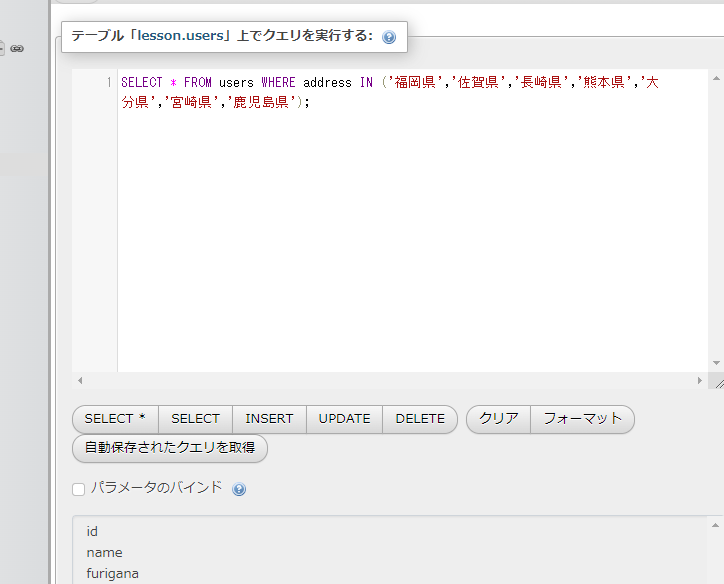 テーブル「lesson.users」上でクエリを実行する:
1 SELECT * FROM users WHERE address IN ('福岡県','佐賀県','長崎県','熊本県','大
分県','宮崎県','鹿児島県');
SELECT * SELECT INSERT UPDATE DELETE クリア フォーマット
自動保存されたクエリを取得
パラメータのバインド
id
name
furigana